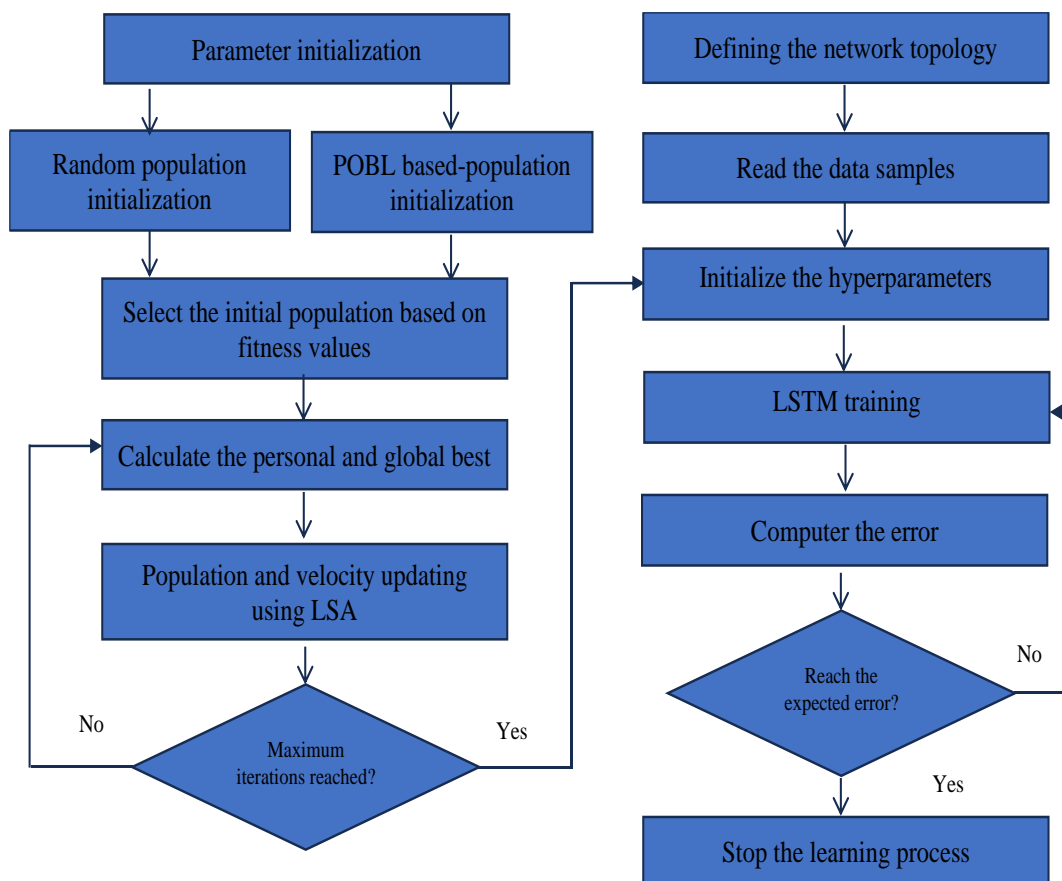 Parameter initialization
Random population
initialization
POBL based-population
initialization
Select the initial population based on
fitness values
Calculate the personal and global best
Population and velocity updating
using LSA
No
Yes
Maximum
iterations reached?
Defining the network topology
Read the data samples
Initialize the hyperparameters
LSTM training
Computer the error
Reach the
expected error?
No
Yes
Stop the learning process